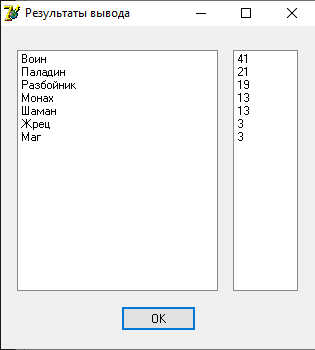 Результаты вывода
Воин 41
Паладин 21
Разбойник 19
Монах 13
Шаман 13
Жрец 3
Маг 3
OK